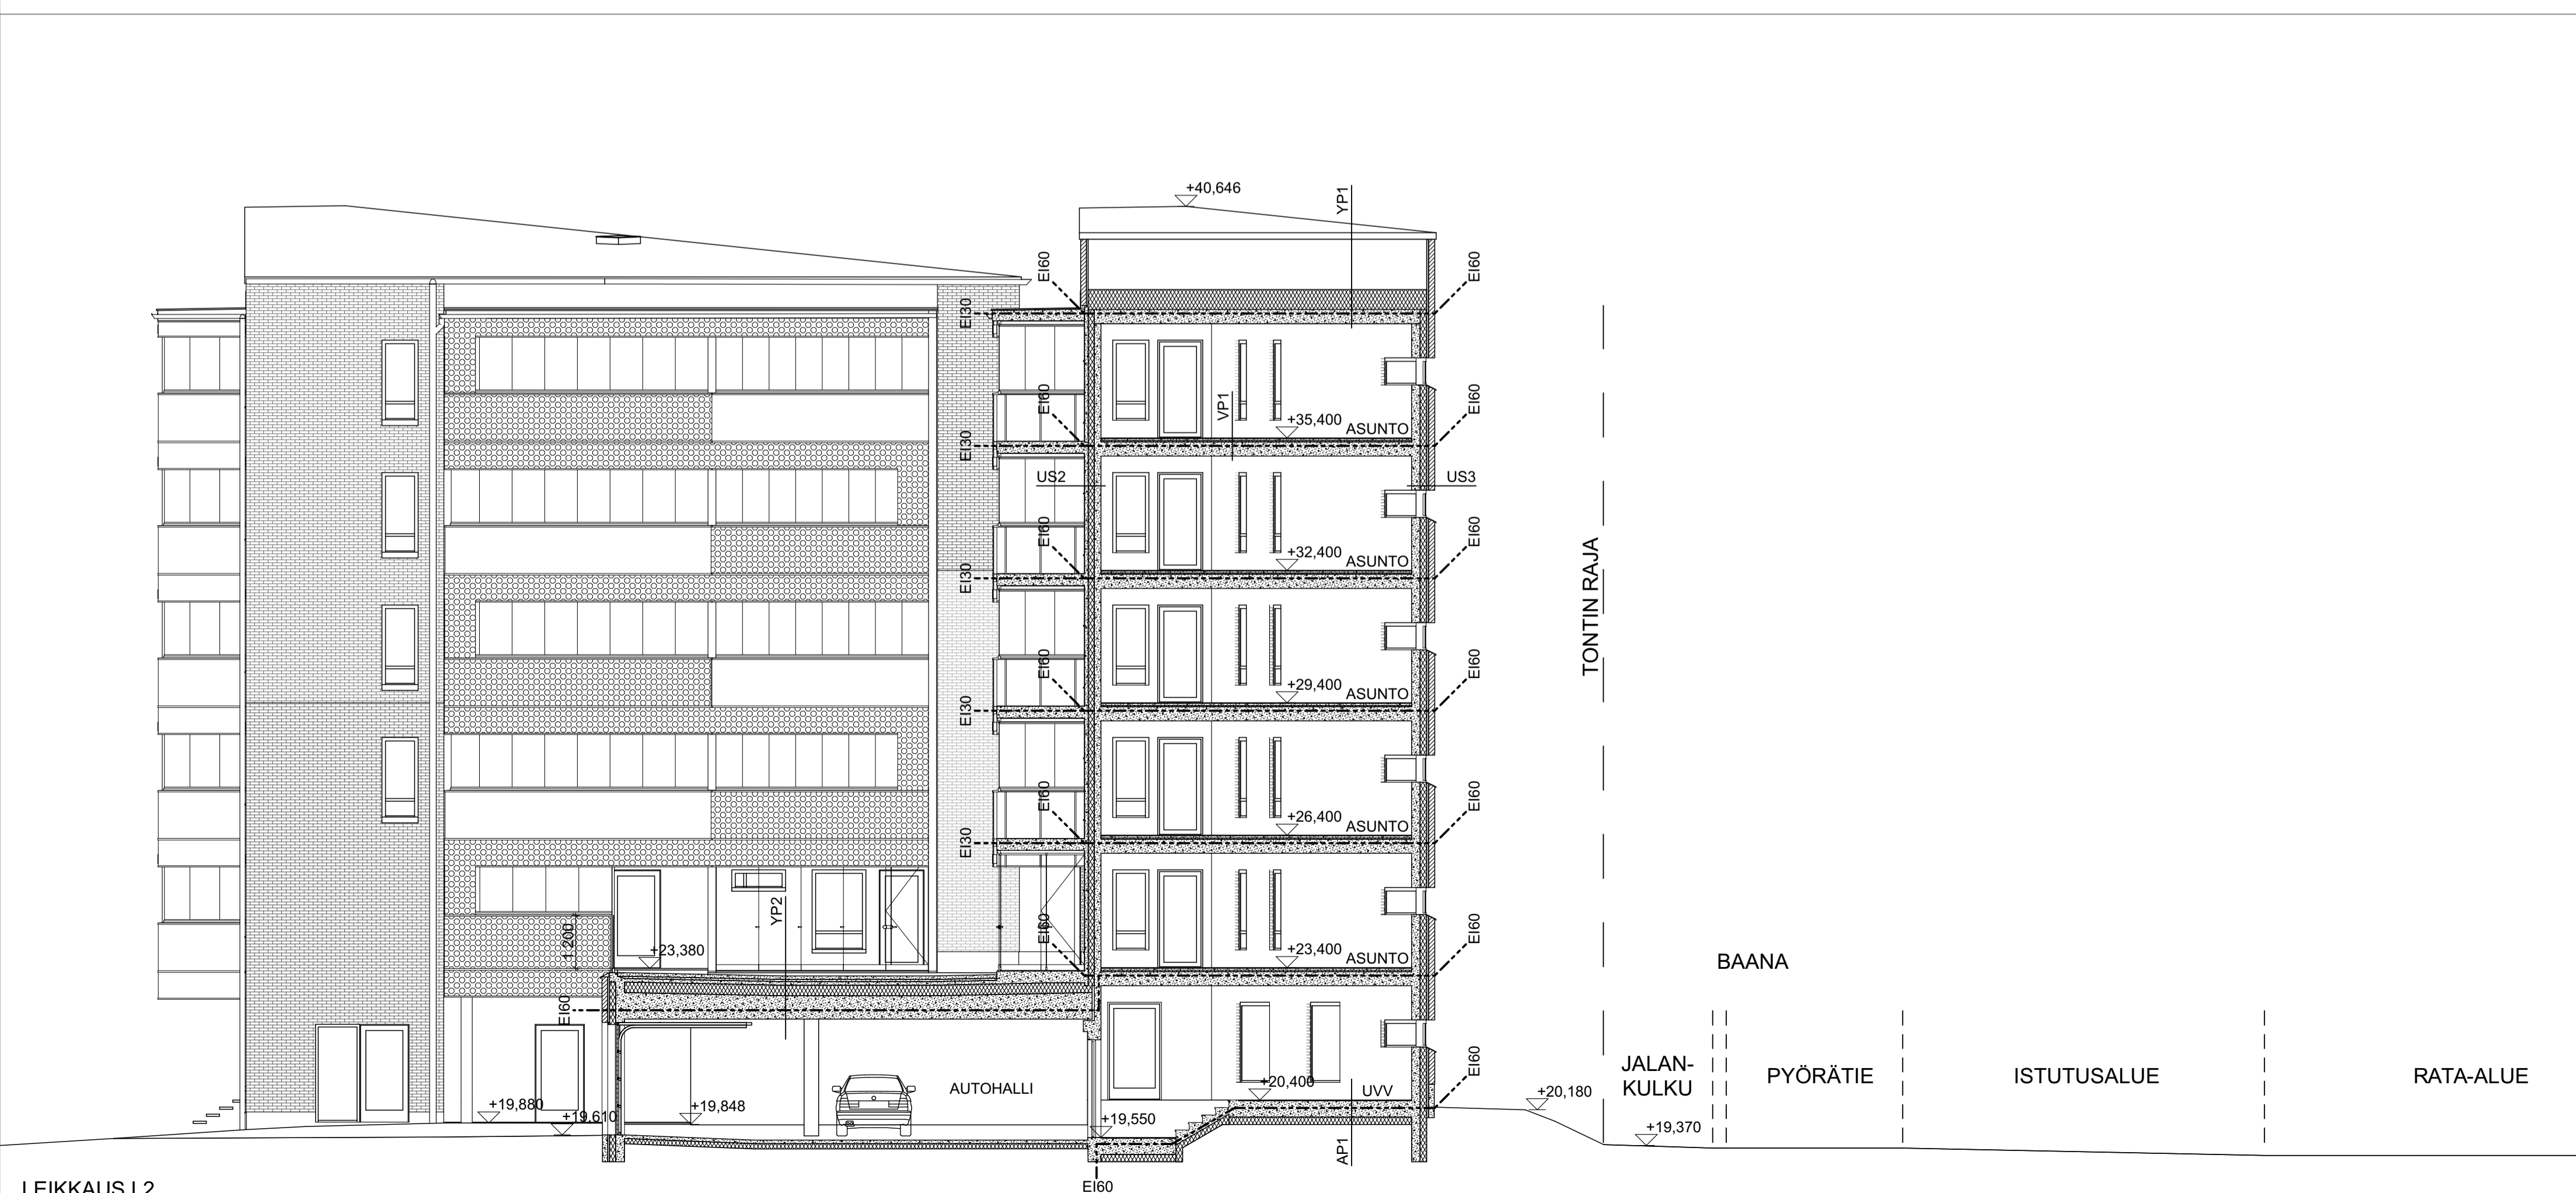 +40,646
YP1
EI60
EI60
EI30
EI60
EI60
VP1
+35,400
ASUNTO
EI30
US2
US3
EI60
EI60
+32,400
ASUNTO
EI30
TONTIN RAJA
EI60
EI60
+29,400
ASUNTO
EI30
EI60
EI60
+26,400
ASUNTO
EI30
YP2
1 200
+23,380
EI60
EI60
+23,400
ASUNTO
BAANA
EI60
EI60
JALAN-
KULKU
PYÖRÄTIE
ISTUTUSALUE
RATA-ALUE
AUTOHALLI
+20,400
UVV
+20,180
+19,880
+19,610
+19,848
+19,550
+19,370
AP1
EI60
LEIKKAUS L2